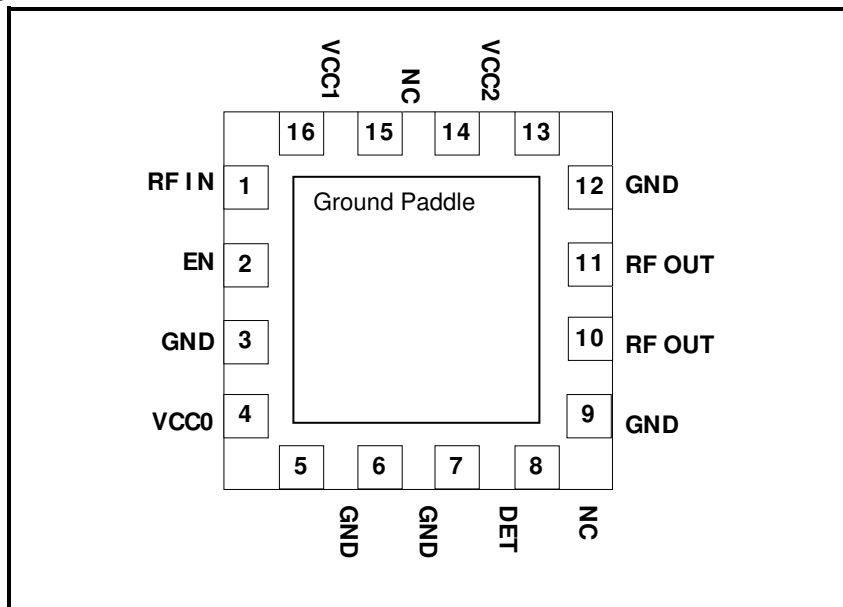 VCC1 NC VCC2
16 15 14 13
RF IN 1 12 GND
Ground Paddle
EN 2 11 RF OUT
GND 3 10 RF OUT
VCC0 4 9 GND
5 6 7 8
GND GND DET NC